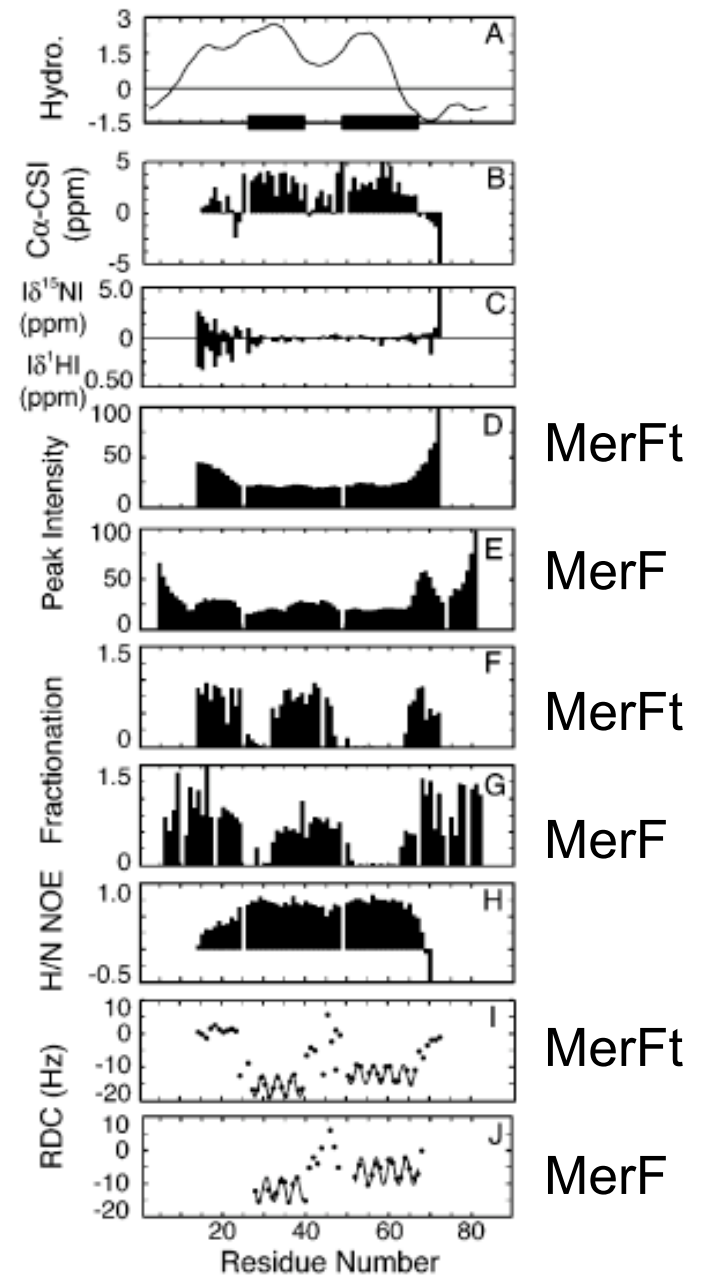 Hydro.
3
1.5
0
-1.5
A
Cα-CSI
(ppm)
5
0
-5
B
Iδ¹⁵NI
(ppm)
Iδ¹HI
(ppm)
5.0
0
0.50
C
Peak Intensity
100
50
0
D
MerFt
100
50
0
E
MerF
Fractionation
1.5
0
F
MerFt
1.5
0
G
MerF
H/N NOE
1.0
-0.5
H
RDC (Hz)
10
0
-10
-20
I
MerFt
10
0
-10
-20
J
MerF
20 40 60 80
Residue Number